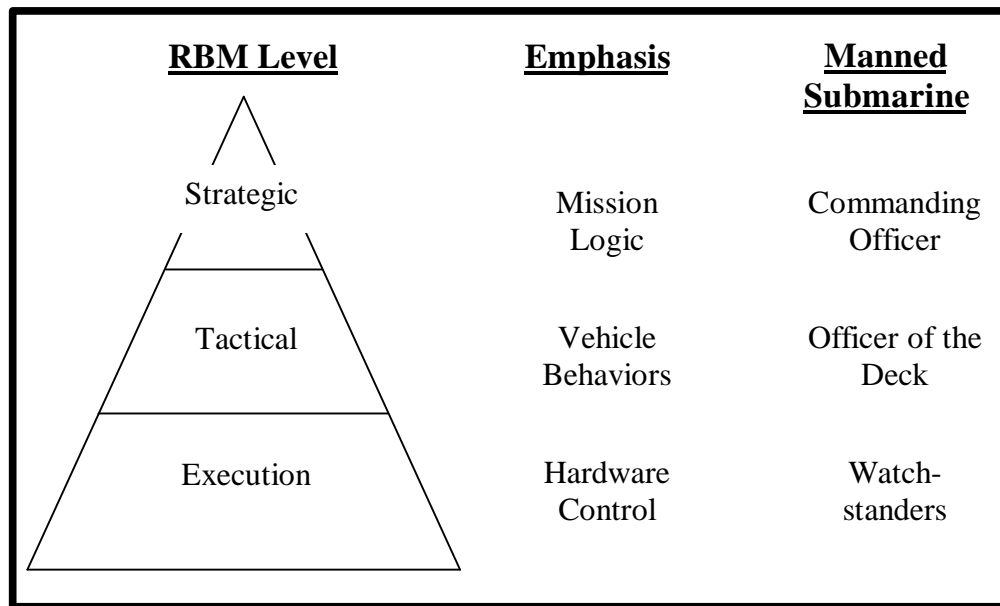 RBM Level
Emphasis
Manned
Submarine
Strategic
Mission
Logic
Commanding
Officer
Tactical
Vehicle
Behaviors
Officer of the
Deck
Execution
Hardware
Control
Watch-
standers